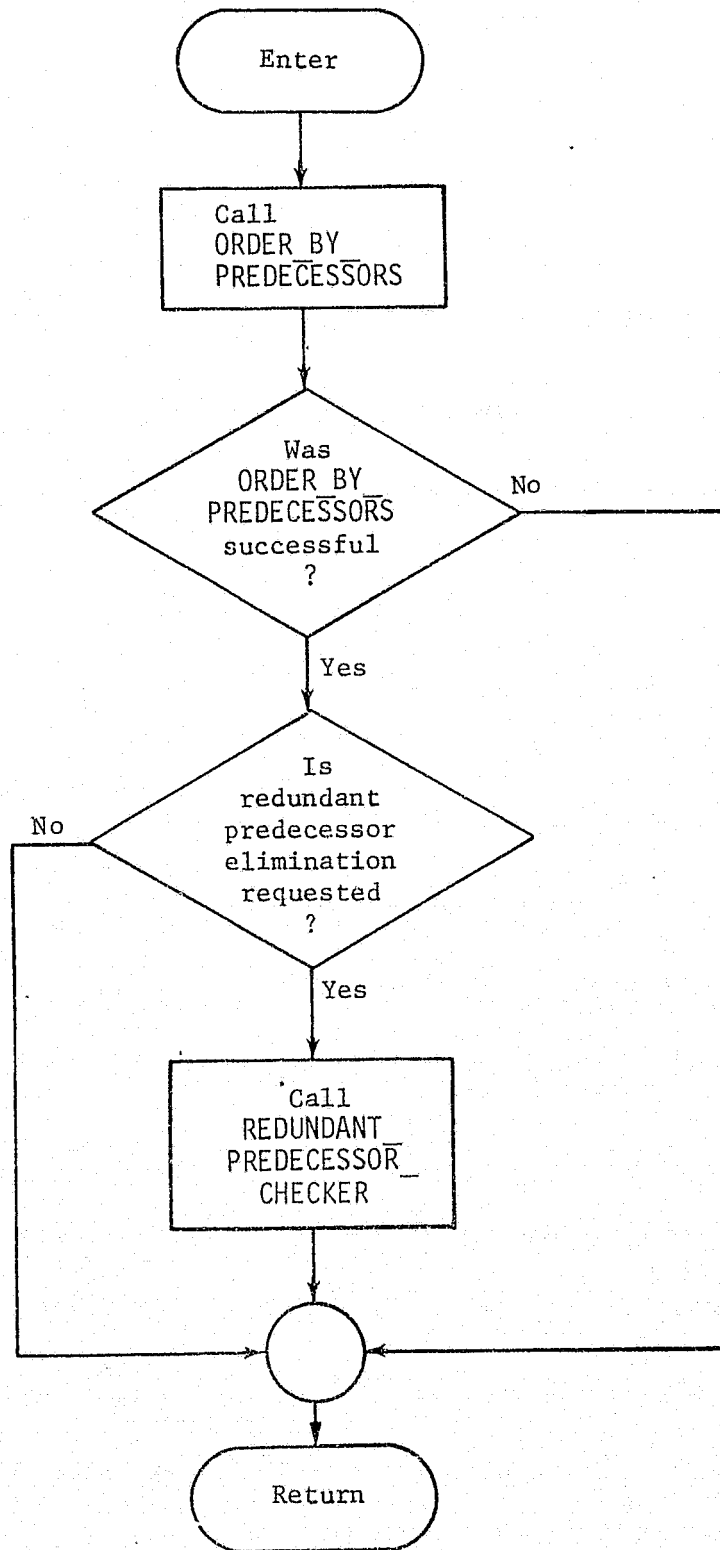 Enter
Call
ORDER_BY_
PREDECESSORS
Was
ORDER_BY_
PREDECESSORS
successful
?
No
Yes
Is
redundant
predecessor
elimination
requested
?
No
Yes
Call
REDUNDANT_
PREDECESSOR_
CHECKER
Return